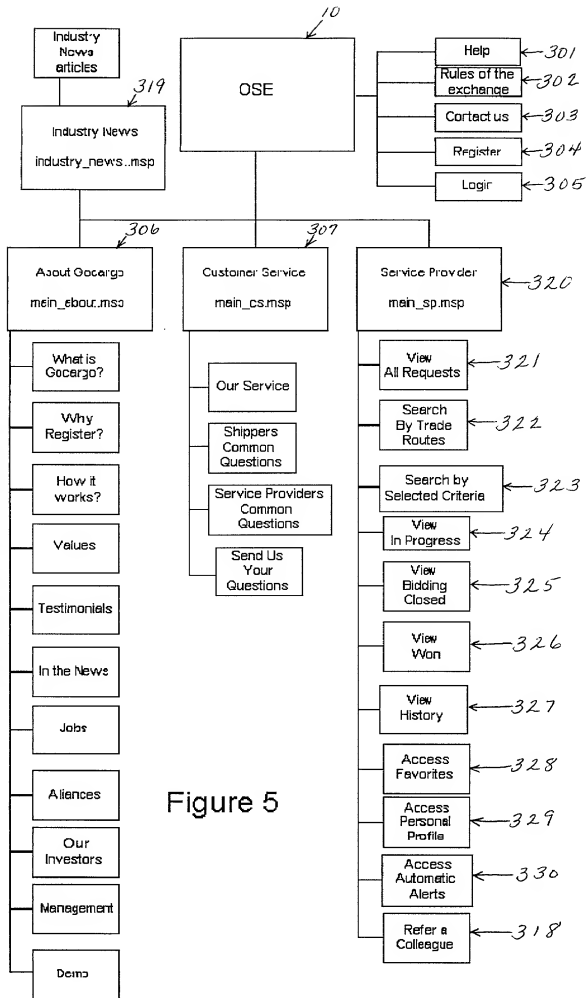 Industry
News
articles
319
Industry News
industry_news..msp
10
OSE
Help
301
Rules of the
exchange
302
Contact us
303
Register
304
Login
305
306
About Gocargo
main_about.msp
What is
Gocargo?
Why
Register?
How it
works?
Values
Testimonials
In the News
Jobs
Aliances
Our
Investors
Management
Demo
307
Customer Service
main_cs.msp
Our Service
Shippers
Common
Questions
Service Providers
Common
Questions
Send Us
Your
Questions
Service Provider
main_sp.msp
320
View
All Requests
321
Search
By Trade
Routes
322
Search by
Selected Criteria
323
View
In Progress
324
View
Bidding
Closed
325
View
Won
326
View
History
327
Access
Favorites
328
Access
Personal
Profile
329
Access
Automatic
Alerts
330
Refer a
Colleague
318
Figure 5